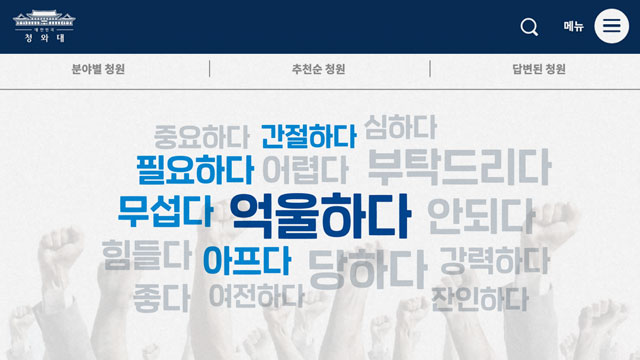 대한민국
청와대
메뉴
분야별 청원
추천순 청원
답변된 청원
중요하다 간절하다 심하다
필요하다 어렵다 부탁드리다
무섭다 억울하다 안되다
힘들다 아프다 당하다 강력하다
좋다 여전하다 잔인하다